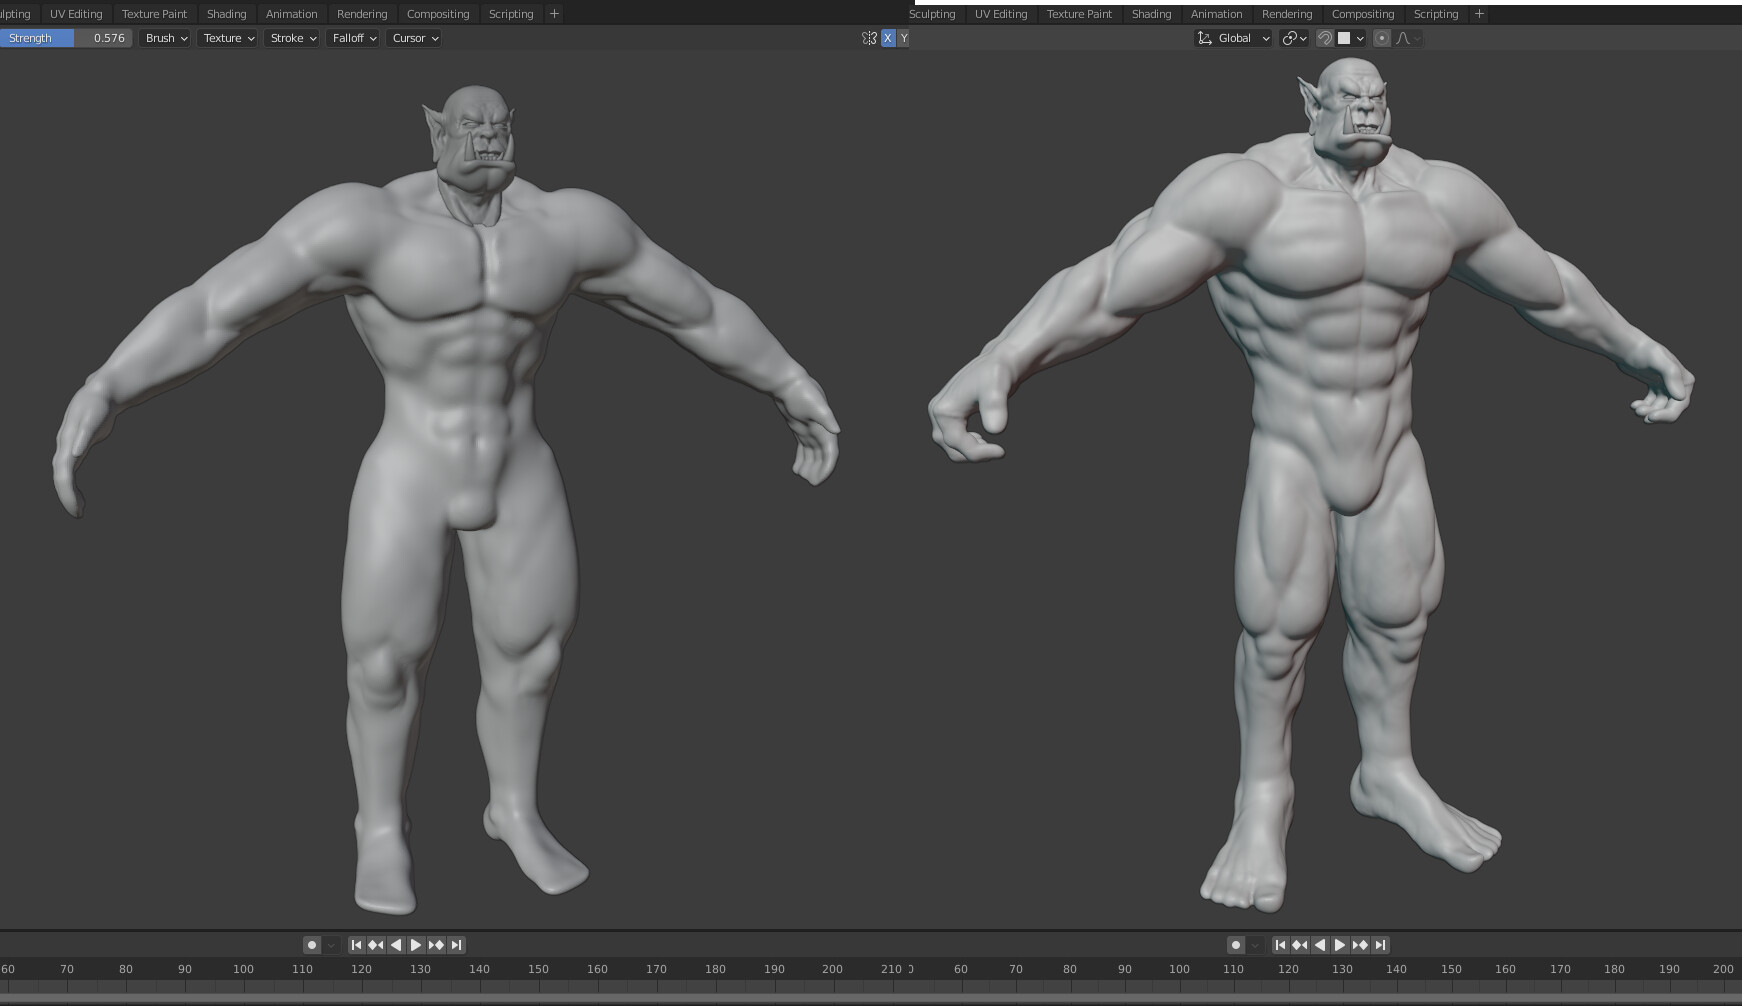 UV Editing Texture Paint Shading Animation Rendering Compositing Scripting +
Sculpting UV Editing Texture Paint Shading Animation Rendering Compositing Scripting +
Strength 0.576 Brush Texture Stroke Falloff Cursor X Y
Global
60 70 80 90 100 110 120 130 140 150 160 170 180 190 200 210
60 70 80 90 100 110 120 130 140 150 160 170 180 190 200